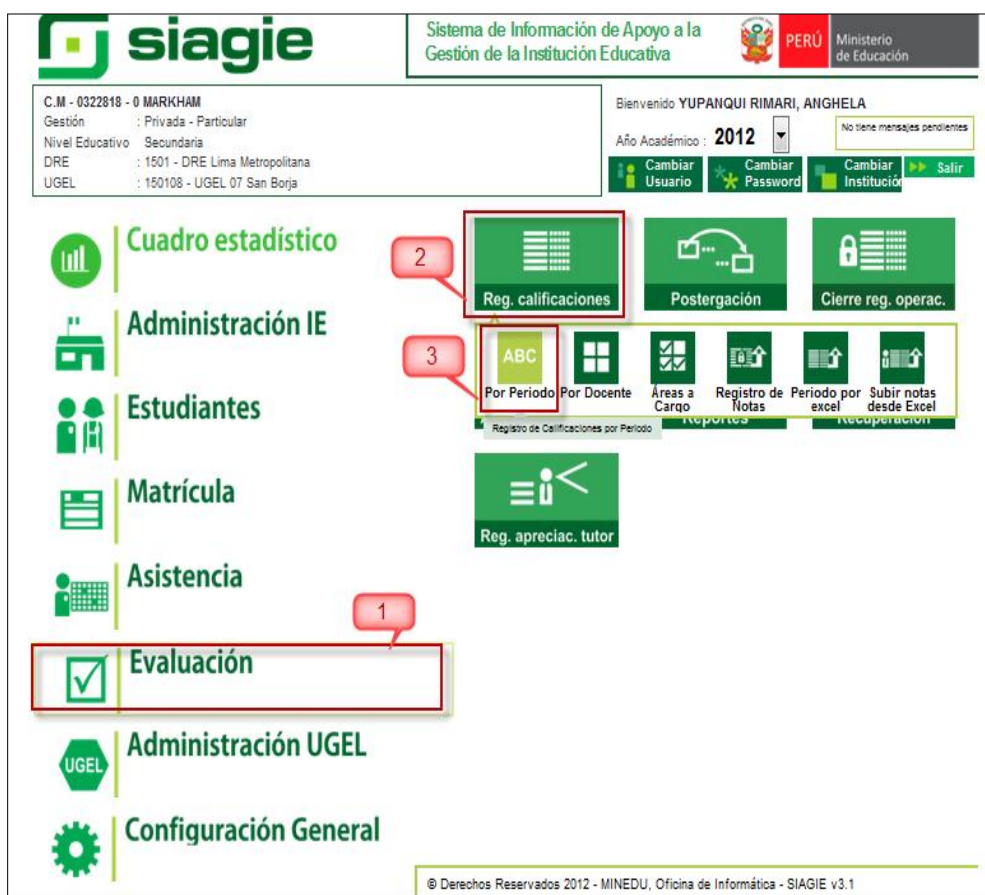 siagie
Sistema de Información de Apoyo a la
Gestión de la Institución Educativa
PERÚ
Ministerio
de Educación
C.M - 0322818 - 0 MARKHAM
Gestión : Privada - Particular
Nivel Educativo Secundaria
DRE : 1501 - DRE Lima Metropolitana
UGEL : 150108 - UGEL 07 San Borja
Bienvenido YUPANQUI RIMARI, ANGHELA
Año Académico : 2012
No tiene mensajes pendientes
Cambiar
Usuario
Cambiar
Password
Cambiar
Institución
Salir
Cuadro estadístico
Administración IE
Estudiantes
Matrícula
Asistencia
1
Evaluación
UGEL
Administración UGEL
Configuración General
2
Reg. calificaciones
Postergación
Cierre reg. operac.
3
ABC
Por Periodo
Por Docente
Áreas a
Cargo
Registro de
Notas
Periodo por
excel
Subir notas
desde Excel
Registro de Calificaciones por Periodo
Reportes
Recuperación
Reg. apreciac. tutor
© Derechos Reservados 2012 - MINEDU, Oficina de Informática - SIAGIE v3.1